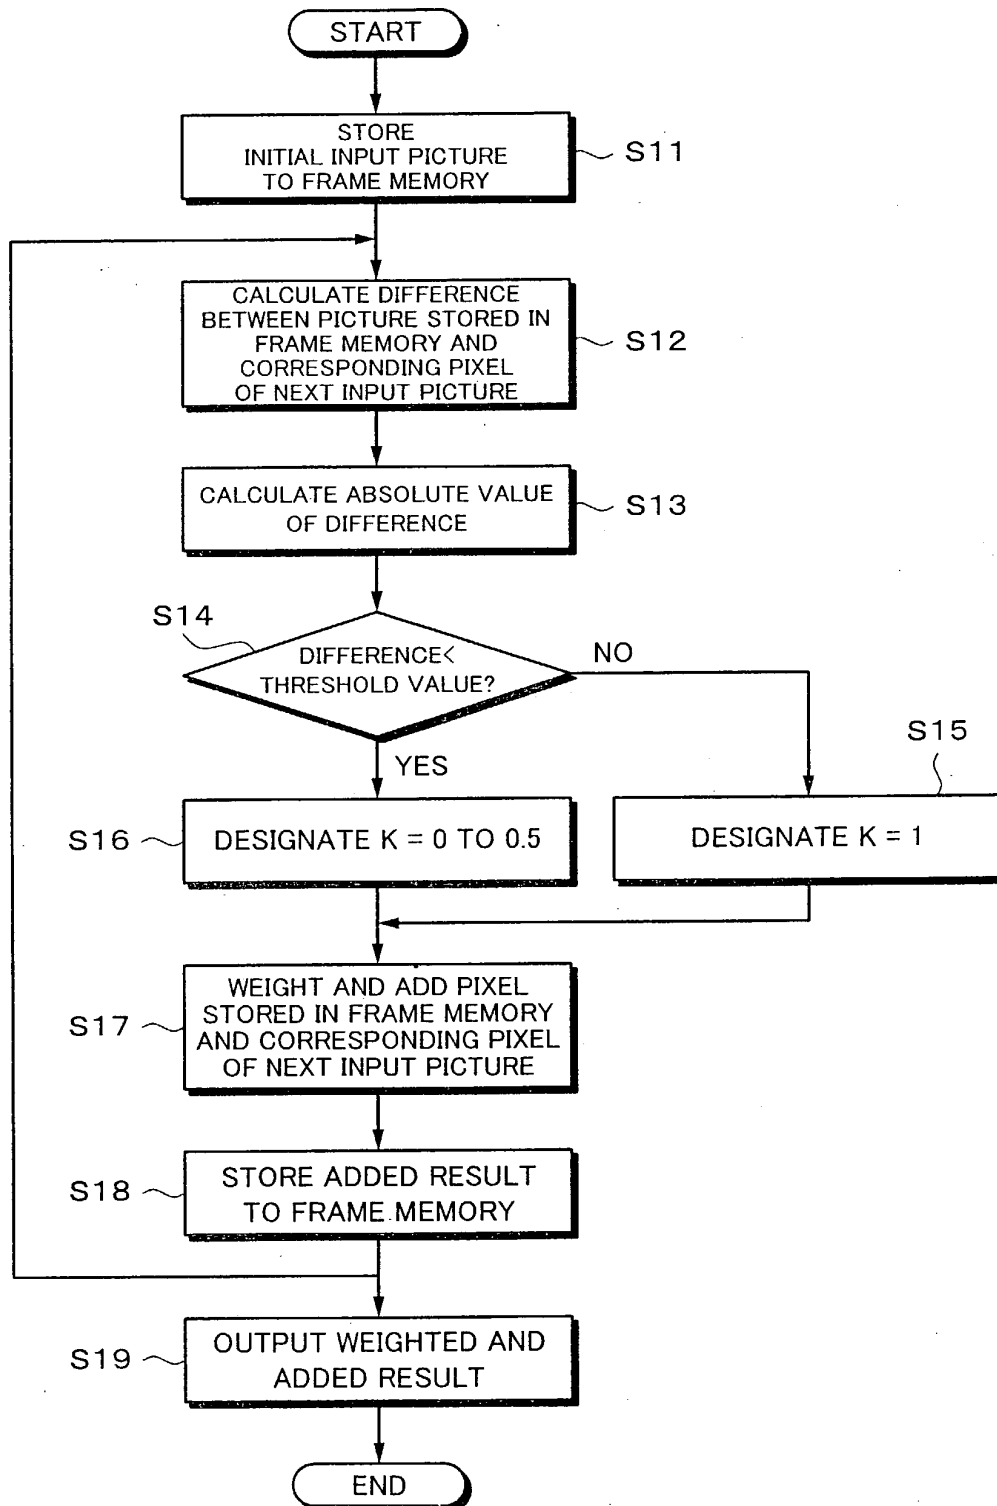 START
STORE
INITIAL INPUT PICTURE
TO FRAME MEMORY
S11
CALCULATE DIFFERENCE
BETWEEN PICTURE STORED IN
FRAME MEMORY AND
CORRESPONDING PIXEL
OF NEXT INPUT PICTURE
S12
CALCULATE ABSOLUTE VALUE
OF DIFFERENCE
S13
S14
DIFFERENCE<
THRESHOLD VALUE?
NO
YES
S15
DESIGNATE K = 1
S16
DESIGNATE K = 0 TO 0.5
WEIGHT AND ADD PIXEL
STORED IN FRAME MEMORY
AND CORRESPONDING PIXEL
OF NEXT INPUT PICTURE
S17
STORE ADDED RESULT
TO FRAME MEMORY
S18
OUTPUT WEIGHTED AND
ADDED RESULT
S19
END